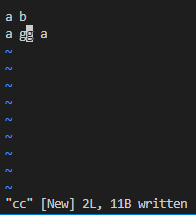 a b
a gg a
~
~
~
~
~
~
~
~
"cc" [New] 2L, 11B written